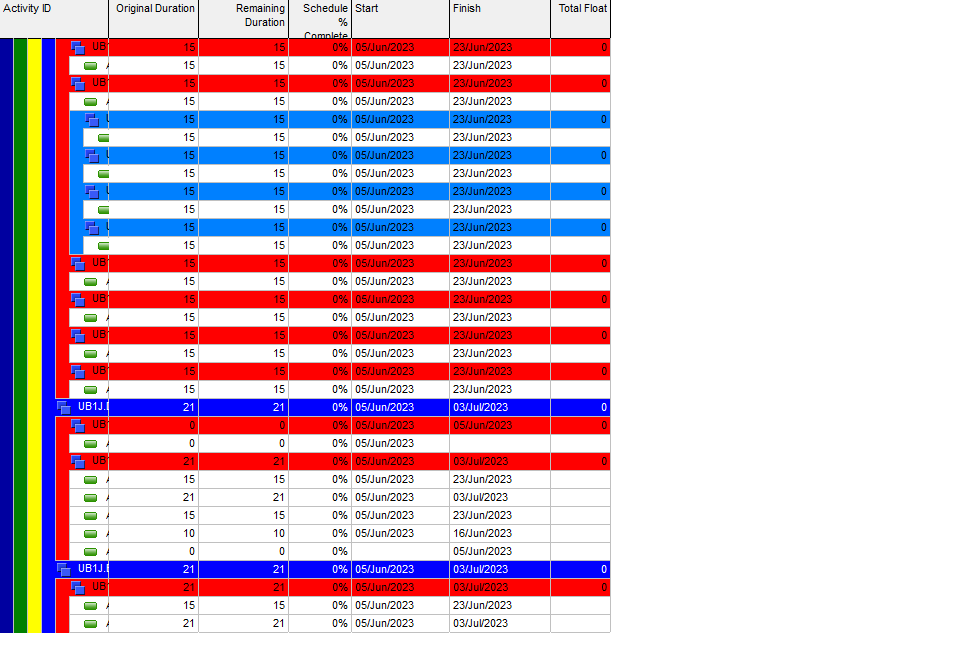 Activity ID Original Duration Remaining Duration Schedule % Complete Start Finish Total Float
UB1 15 15 0% 05/Jun/2023 23/Jun/2023 0
A 15 15 0% 05/Jun/2023 23/Jun/2023
UB1 15 15 0% 05/Jun/2023 23/Jun/2023 0
A 15 15 0% 05/Jun/2023 23/Jun/2023
15 15 0% 05/Jun/2023 23/Jun/2023 0
15 15 0% 05/Jun/2023 23/Jun/2023
15 15 0% 05/Jun/2023 23/Jun/2023 0
15 15 0% 05/Jun/2023 23/Jun/2023
15 15 0% 05/Jun/2023 23/Jun/2023 0
15 15 0% 05/Jun/2023 23/Jun/2023
15 15 0% 05/Jun/2023 23/Jun/2023 0
15 15 0% 05/Jun/2023 23/Jun/2023
UB1 15 15 0% 05/Jun/2023 23/Jun/2023 0
A 15 15 0% 05/Jun/2023 23/Jun/2023
UB1 15 15 0% 05/Jun/2023 23/Jun/2023 0
A 15 15 0% 05/Jun/2023 23/Jun/2023
UB1 15 15 0% 05/Jun/2023 23/Jun/2023 0
A 15 15 0% 05/Jun/2023 23/Jun/2023
UB1 15 15 0% 05/Jun/2023 23/Jun/2023 0
A 15 15 0% 05/Jun/2023 23/Jun/2023
UB1J. 21 21 0% 05/Jun/2023 03/Jul/2023 0
UB1 0 0 0% 05/Jun/2023 05/Jun/2023 0
A 0 0 0% 05/Jun/2023
UB1 21 21 0% 05/Jun/2023 03/Jul/2023 0
A 15 15 0% 05/Jun/2023 23/Jun/2023
A 21 21 0% 05/Jun/2023 03/Jul/2023
A 15 15 0% 05/Jun/2023 23/Jun/2023
A 10 10 0% 05/Jun/2023 16/Jun/2023
A 0 0 0% 05/Jun/2023
UB1J. 21 21 0% 05/Jun/2023 03/Jul/2023 0
UB1 21 21 0% 05/Jun/2023 03/Jul/2023 0
A 15 15 0% 05/Jun/2023 23/Jun/2023
A 21 21 0% 05/Jun/2023 03/Jul/2023